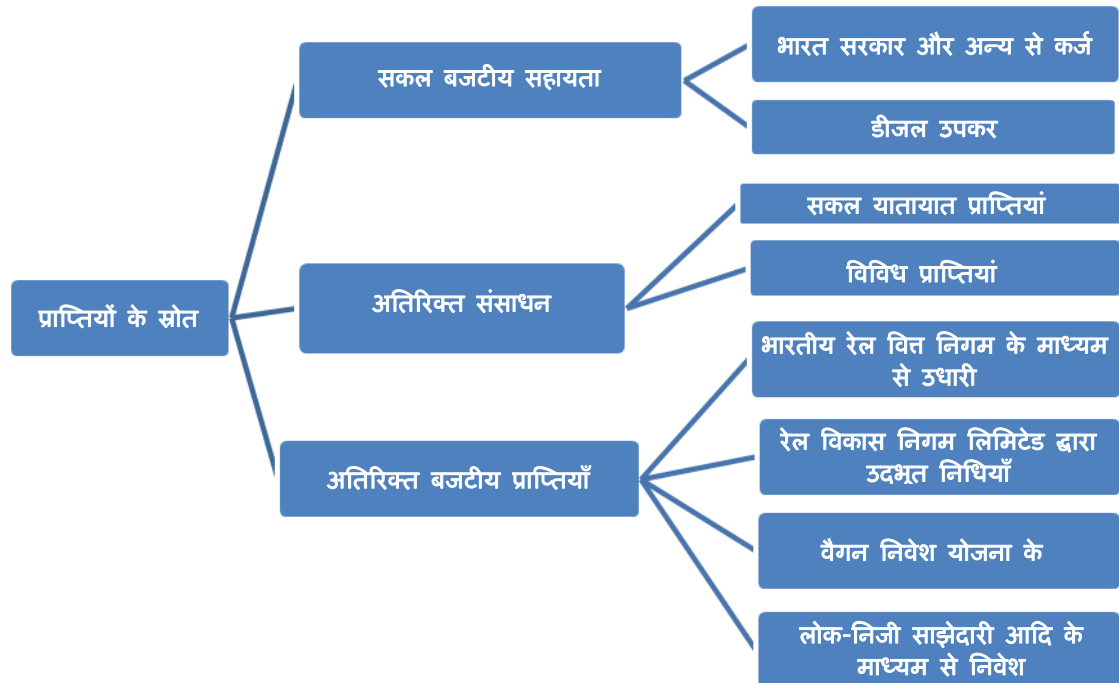 प्राप्तियों के स्रोत
सकल बजटीय सहायता
भारत सरकार और अन्य से कर्ज
डीजल उपकर
अतिरिक्त संसाधन
सकल यातायात प्राप्तियां
विविध प्राप्तियां
अतिरिक्त बजटीय प्राप्तियाँ
भारतीय रेल वित्त निगम के माध्यम
से उधारी
रेल विकास निगम लिमिटेड द्वारा
उदभूत निधियाँ
वैगन निवेश योजना के
लोक-निजी साझेदारी आदि के
माध्यम से निवेश